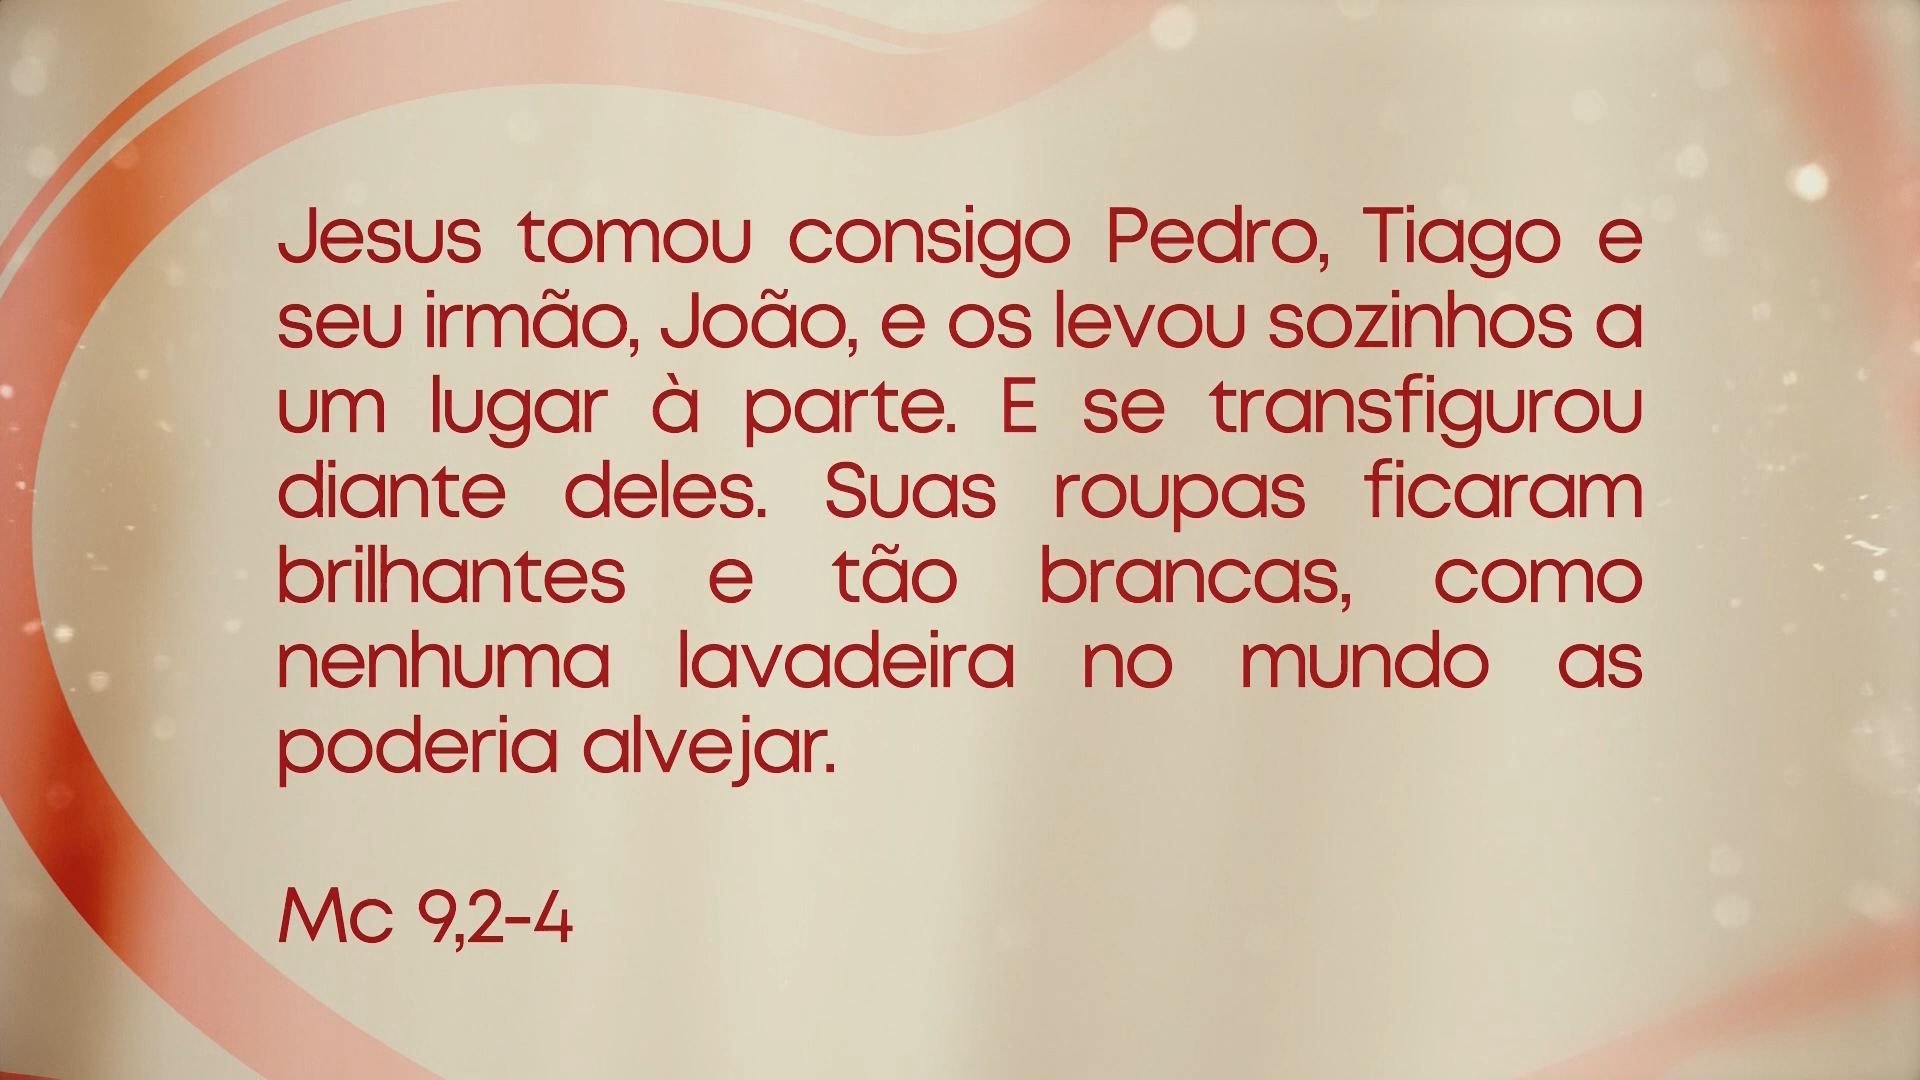 Jesus tomou consigo Pedro, Tiago e
seu irmão, João, e os levou sozinhos a
um lugar à parte. E se transfigurou
diante deles. Suas roupas ficaram
brilhantes e tão brancas, como
nenhuma lavadeira no mundo as
poderia alvejar.
Mc 9,2-4